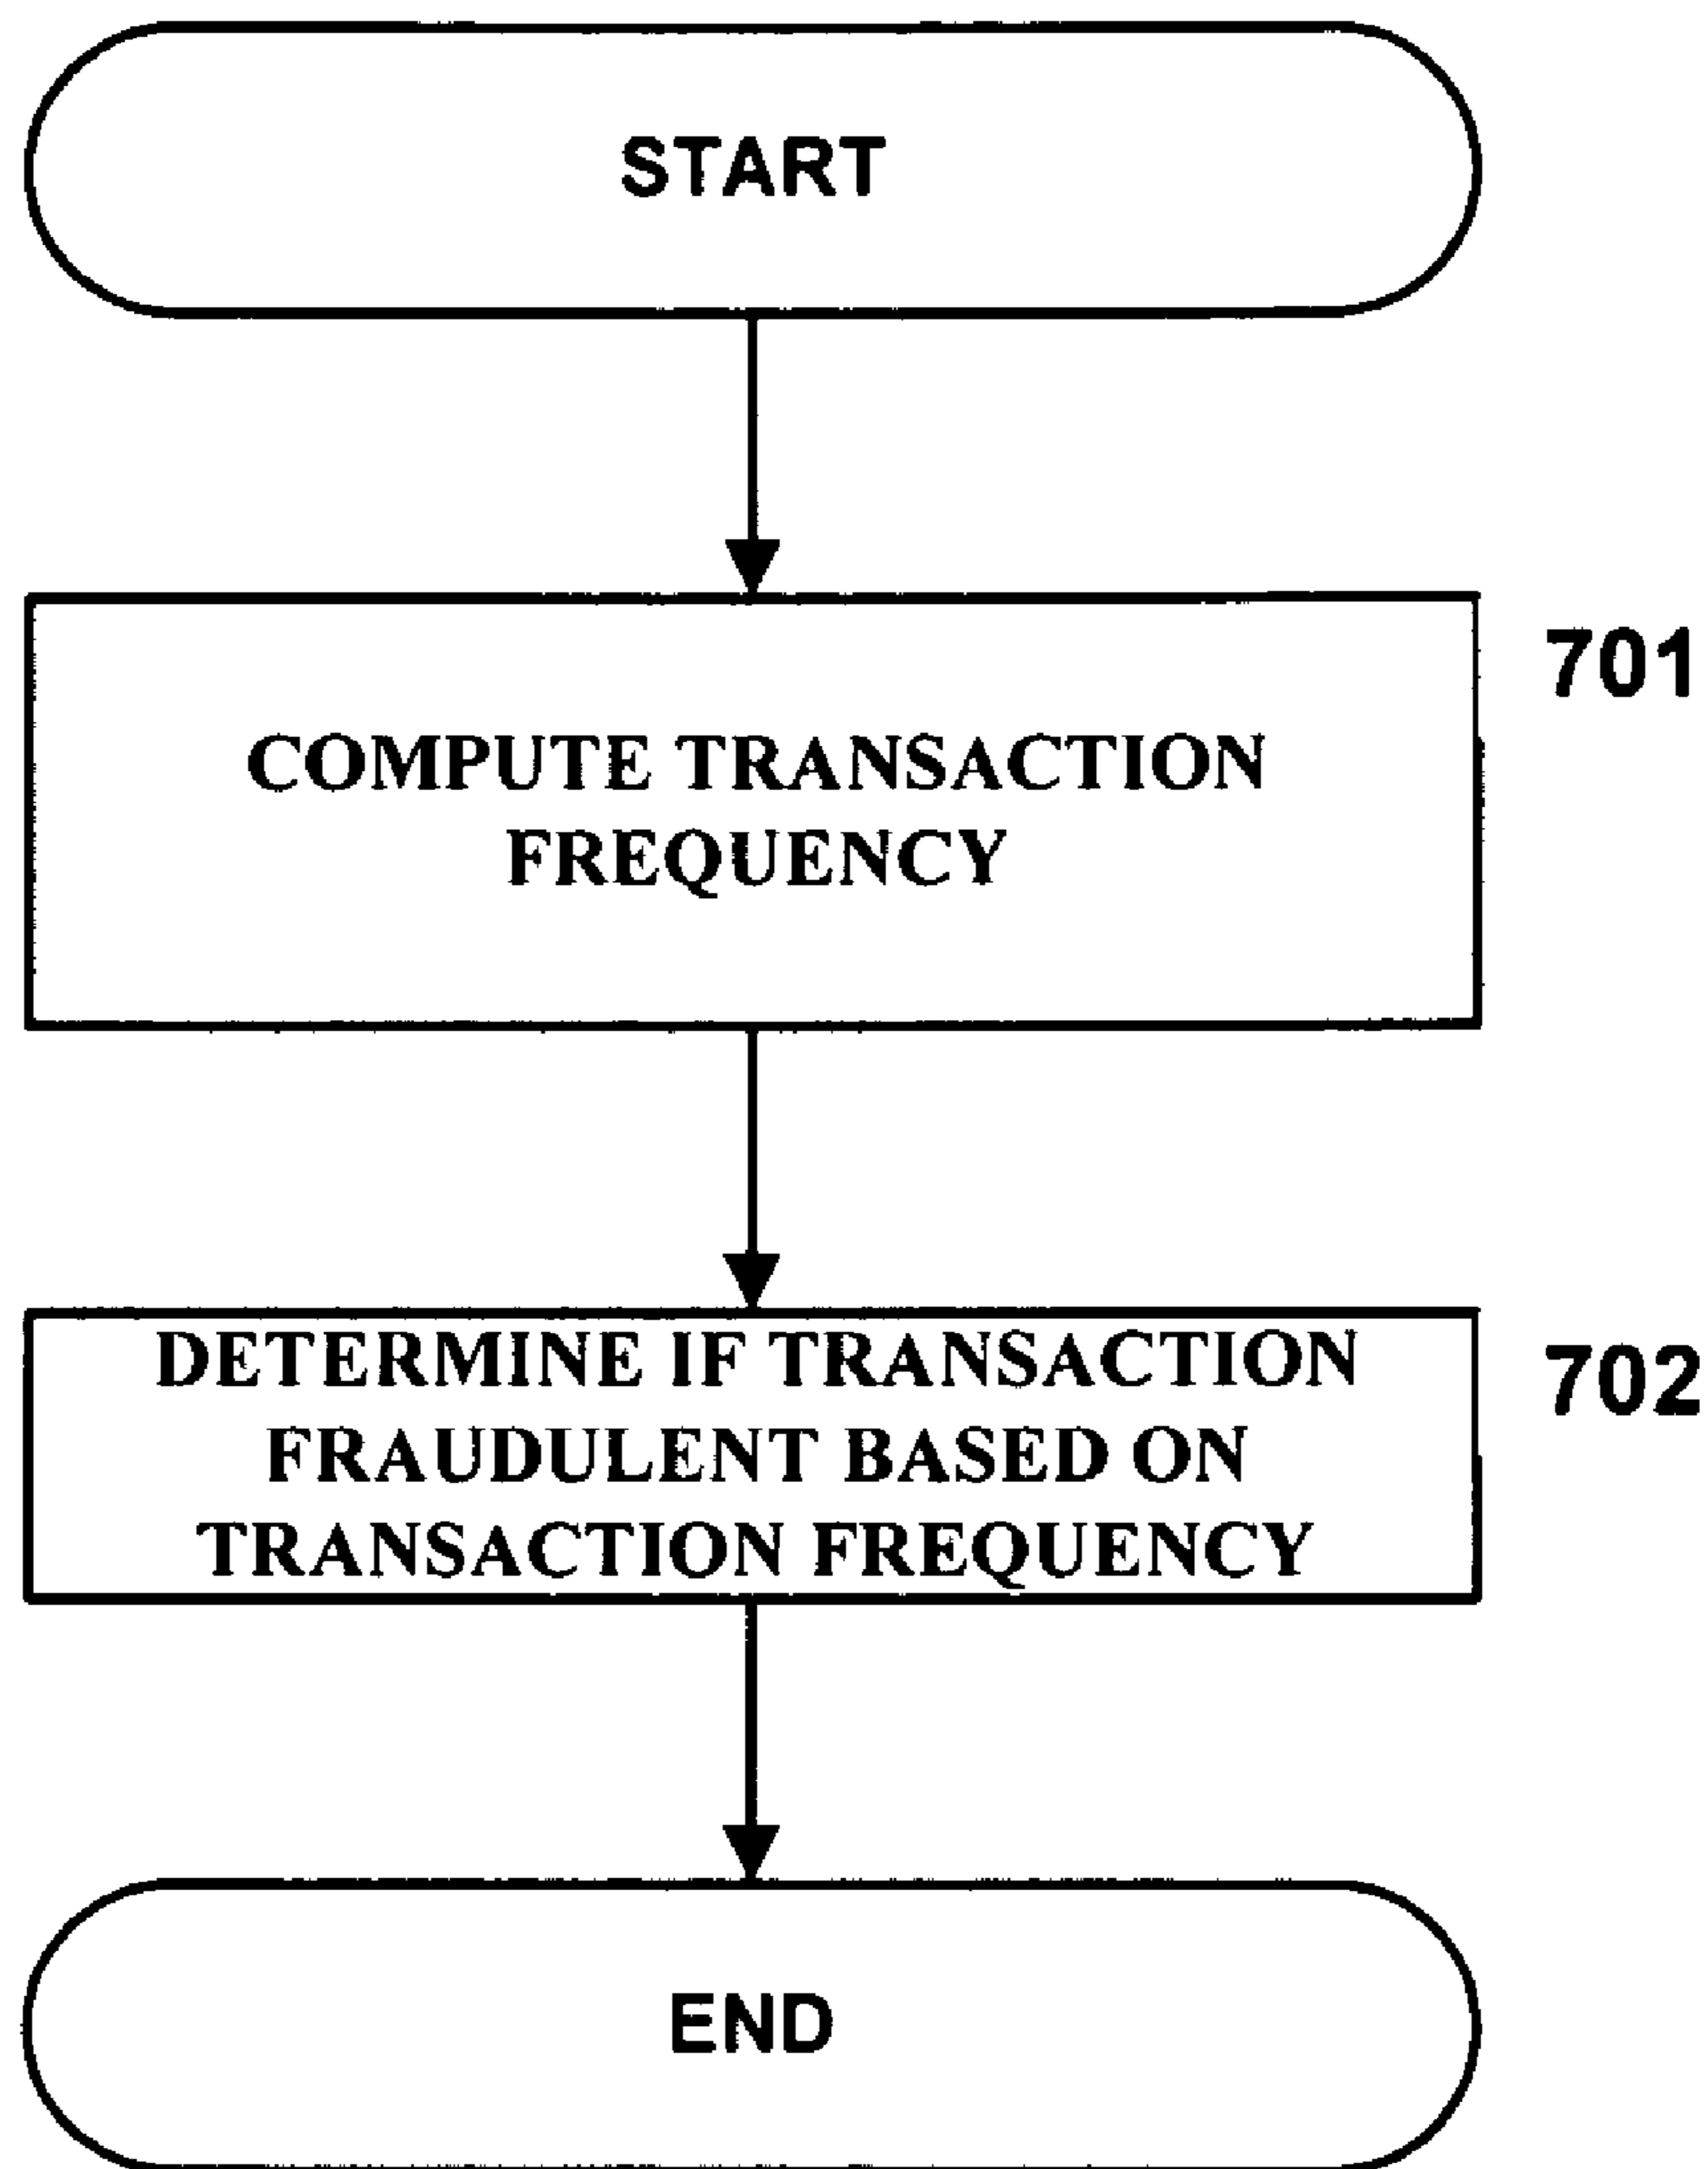 START
701
COMPUTE TRANSACTION
FREQUENCY
702
DETERMINE IF TRANSACTION
FRAUDULENT BASED ON
TRANSACTION FREQUENCY
END